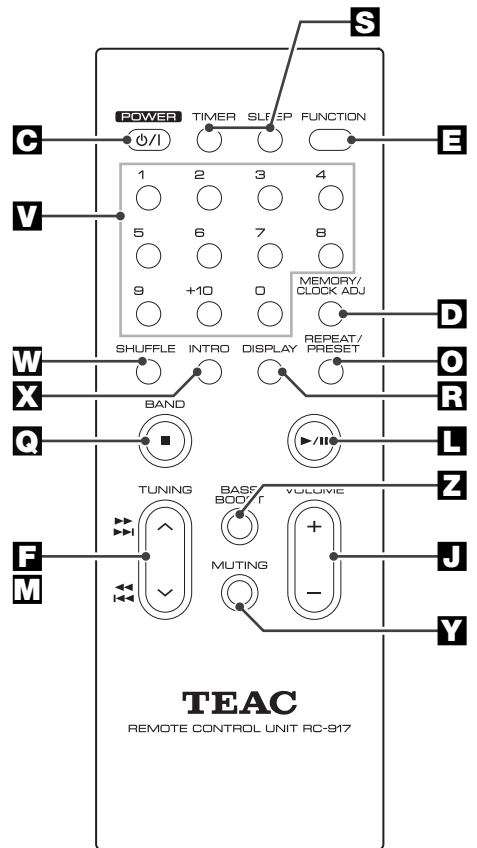 S
POWER TIMER SLEEP FUNCTION
C
E
1 2 3 4
V
5 6 7 8
9 +10 0 MEMORY/
CLOCK ADJ
D
SHUFFLE INTRO DISPLAY REPEAT/
PRESET
W
O
X
R
BAND
Q
L
Z
TUNING BASS
BOOST VOLUME
+
F
J
M
MUTING
−
Y
TEAC
REMOTE CONTROL UNIT RC-917